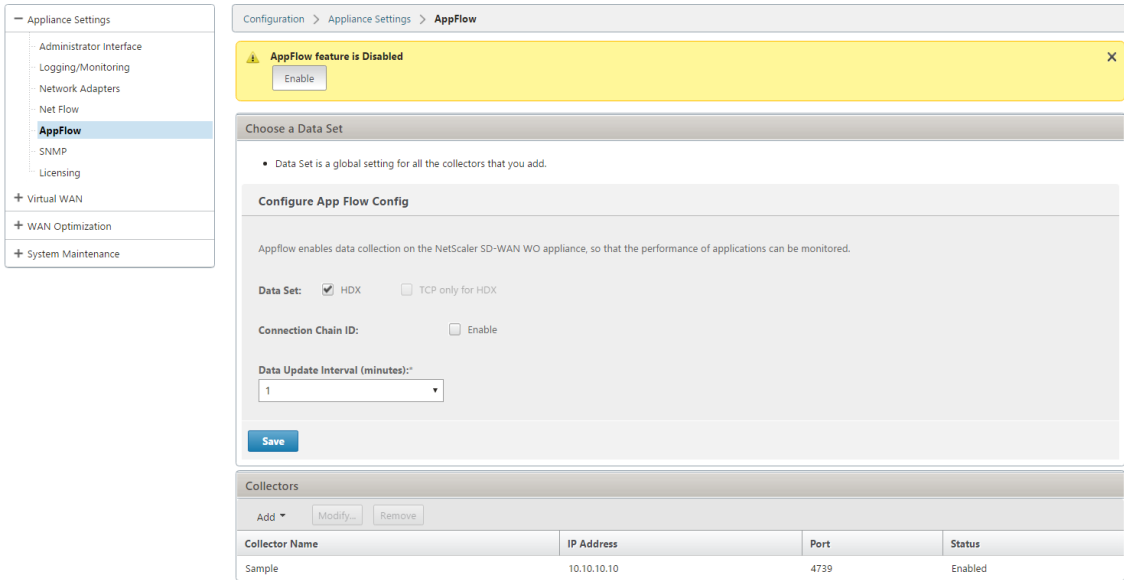 Appliance Settings
Administrator Interface
Logging/Monitoring
Network Adapters
Net Flow
AppFlow
SNMP
Licensing
Virtual WAN
WAN Optimization
System Maintenance
Configuration > Appliance Settings > AppFlow
AppFlow feature is Disabled
Enable
Choose a Data Set
• Data Set is a global setting for all the collectors that you add.
Configure App Flow Config
Appflow enables data collection on the NetScaler SD-WAN WO appliance, so that the performance of applications can be monitored.
Data Set: HDX TCP only for HDX
Connection Chain ID: Enable
Data Update Interval (minutes):*
1
Save
Collectors
Add Modify... Remove
Collector Name IP Address Port Status
Sample 10.10.10.10 4739 Enabled